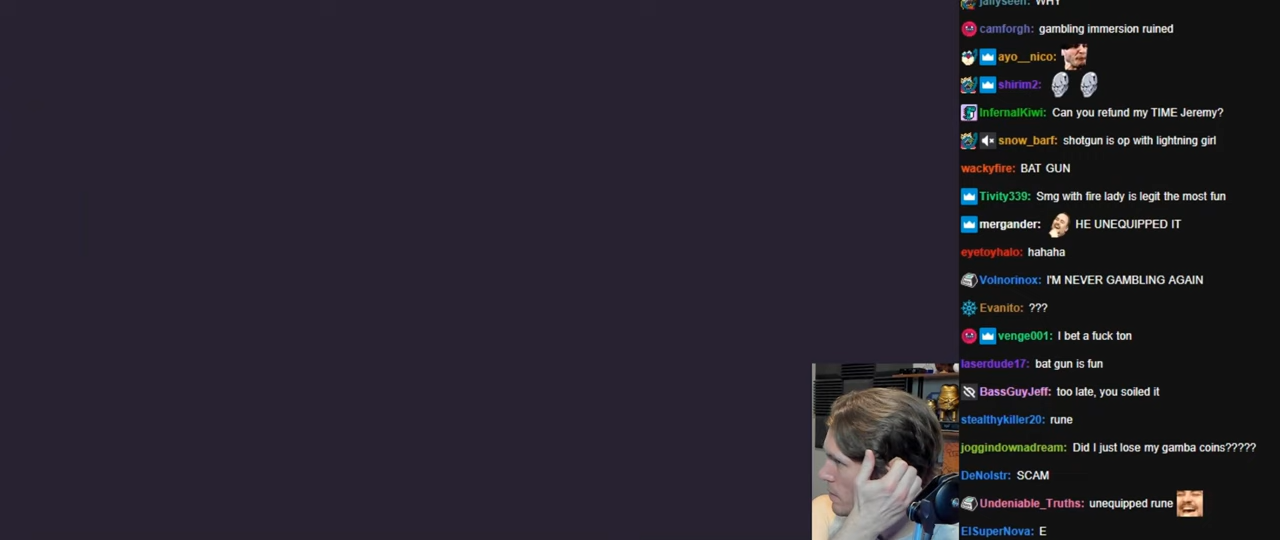 jallyseen: WHY
camforgh: gambling immersion ruined
ayo__nico:
shirim2:
InfernalKiwi: Can you refund my TIME Jeremy?
snow_barf: shotgun is op with lightning girl
wackyfire: BAT GUN
Tivity339: Smg with fire lady is legit the most fun
mergander: HE UNEQUIPPED IT
eyetoyhalo: hahaha
Volnorinox: I'M NEVER GAMBLING AGAIN
Evanito: ???
venge001: I bet a fuck ton
laserdude17: bat gun is fun
BassGuyJeff: too late, you soiled it
stealthykiller20: rune
joggindownadream: Did I just lose my gamba coins?????
DeNolstr: SCAM
Undeniable_Truths: unequipped rune
ElSuperNova: E